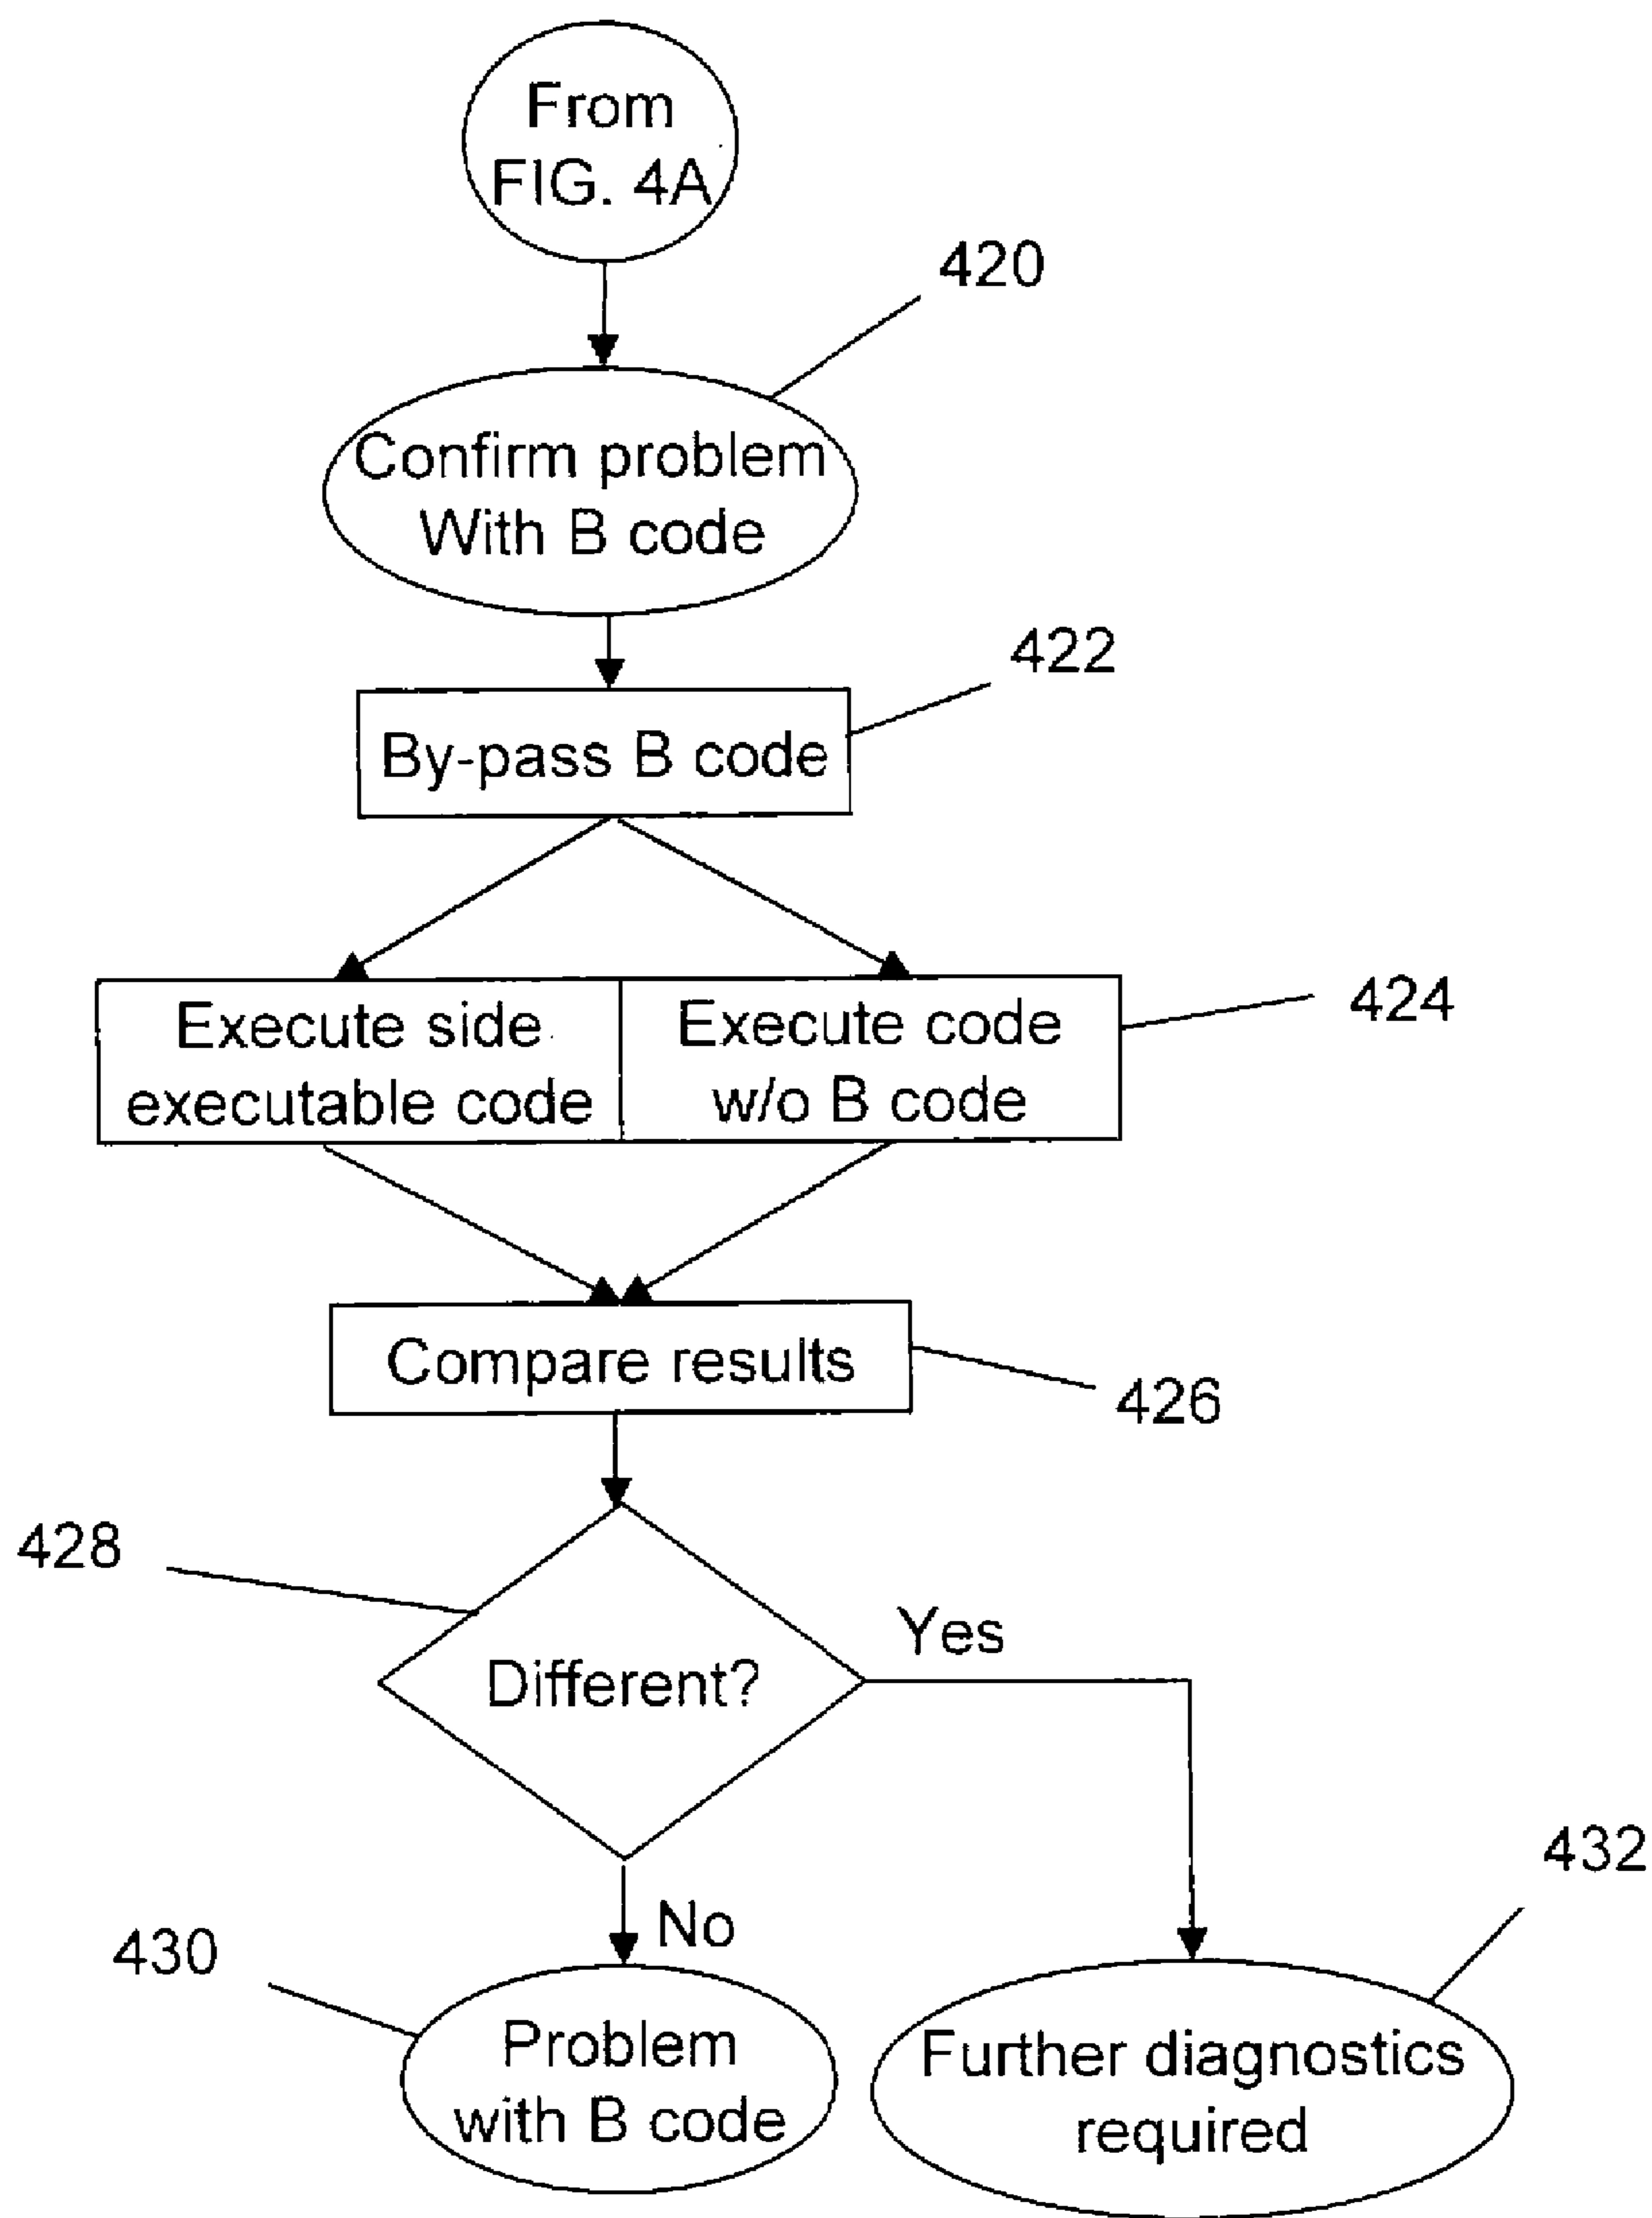 From
FIG. 4A
420
Confirm problem
With B code
422
By-pass B code
Execute side
executable code
Execute code
w/o B code
424
Compare results
426
428
Different?
Yes
No
430
432
Problem
with B code
Further diagnostics
required